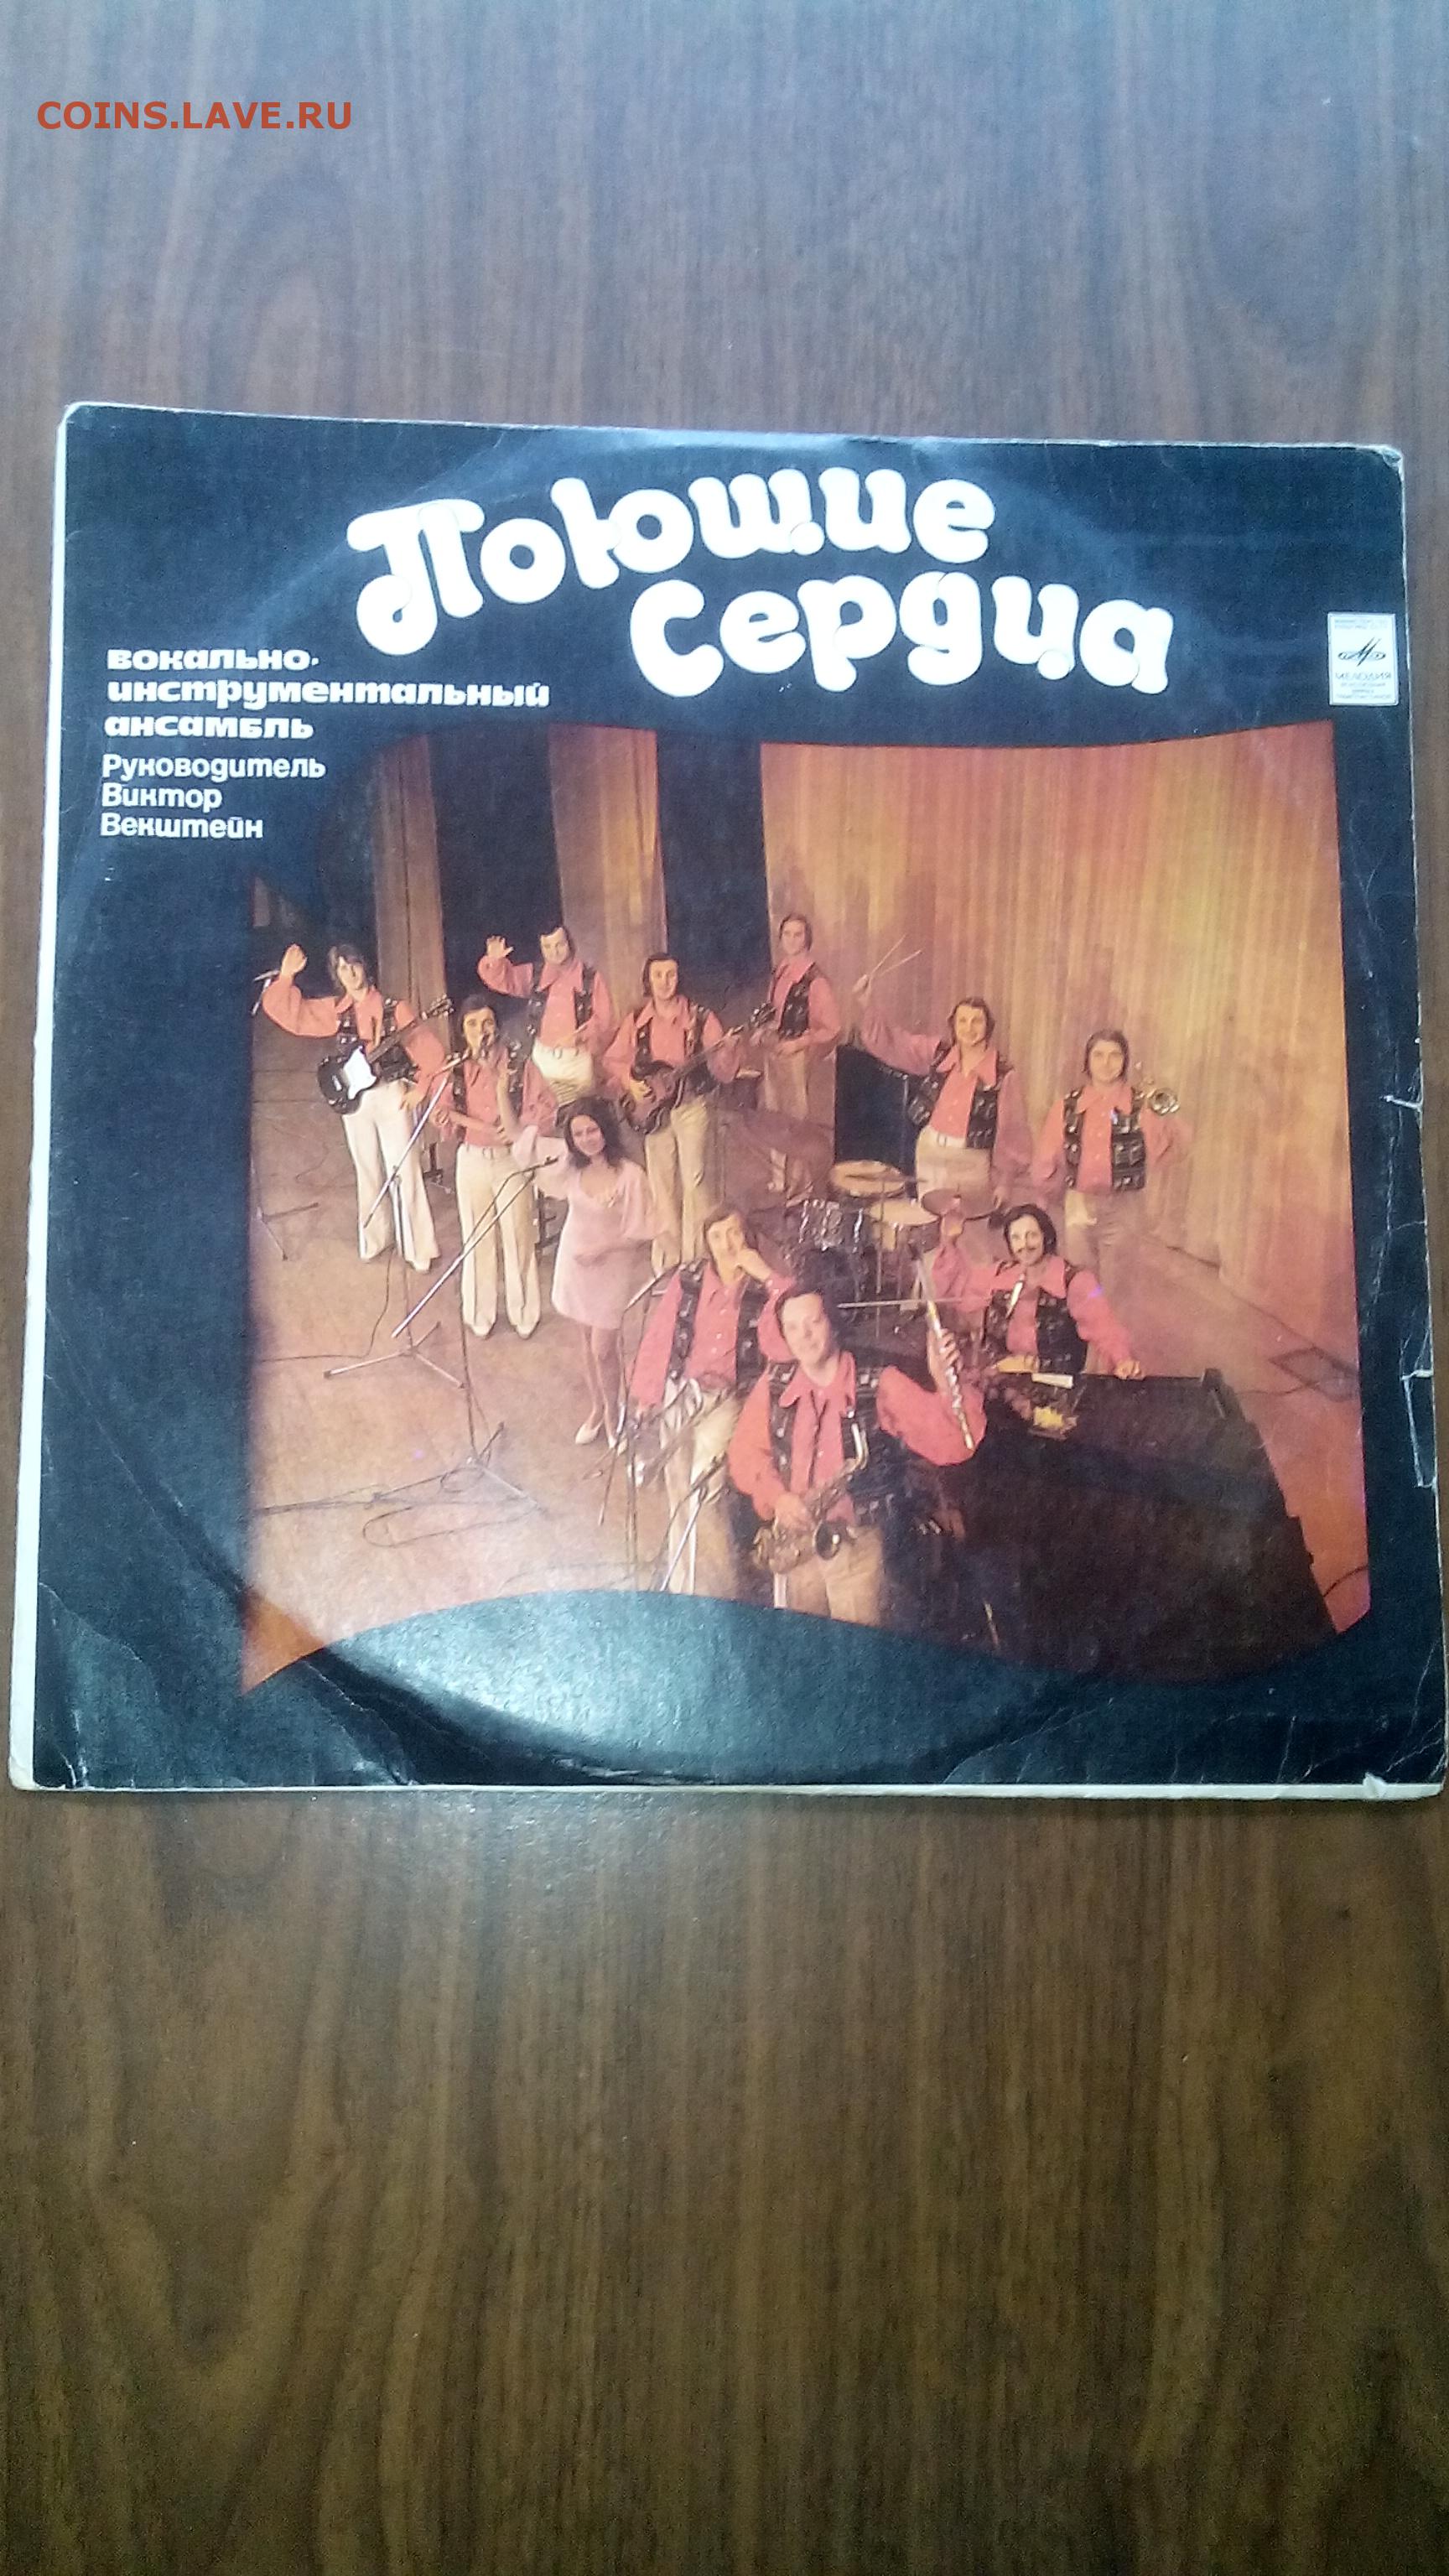 COINS.LAVE.RU
Поющие
Сердца
вокально-
инструментальный
ансамбль
Руководитель
Виктор
Векштейн
МЕЛОДИЯ